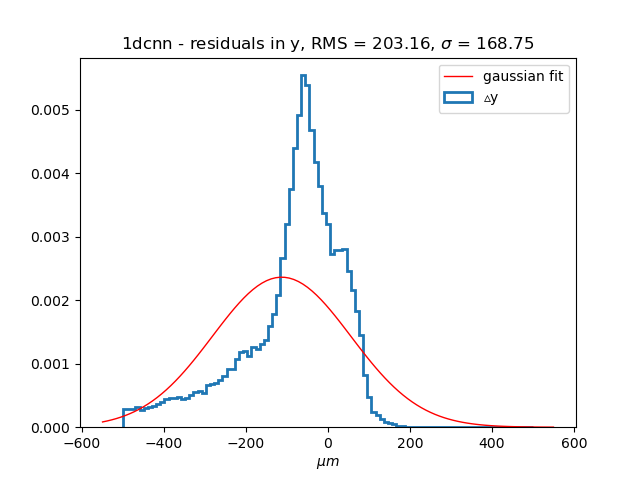 1dcnn - residuals in y, RMS = 203.16, σ = 168.75
gaussian fit
▵y
0.005
0.004
0.003
0.002
0.001
0.000
−600 −400 −200 0 200 400 600
μm